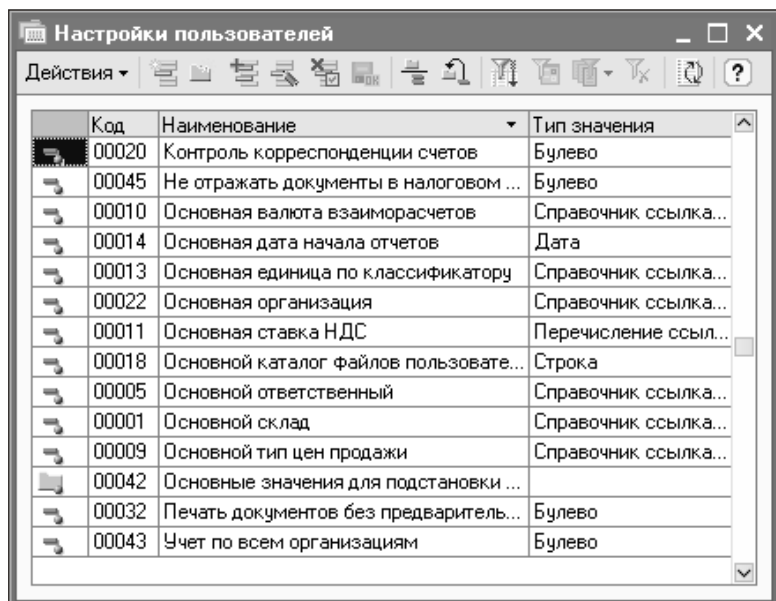 Настройки пользователей
Действия
OK
?
Код Наименование Тип значения
00020 Контроль корреспонденции счетов Булево
00045 Не отражать документы в налоговом ... Булево
00010 Основная валюта взаиморасчетов Справочник ссылка...
00014 Основная дата начала отчетов Дата
00013 Основная единица по классификатору Справочник ссылка...
00022 Основная организация Справочник ссылка...
00011 Основная ставка НДС Перечисление ссыл...
00018 Основной каталог файлов пользовате... Строка
00005 Основной ответственный Справочник ссылка...
00001 Основной склад Справочник ссылка...
00009 Основной тип цен продажи Справочник ссылка...
00042 Основные значения для подстановки ...
00032 Печать документов без предваритель... Булево
00043 Учет по всем организациям Булево